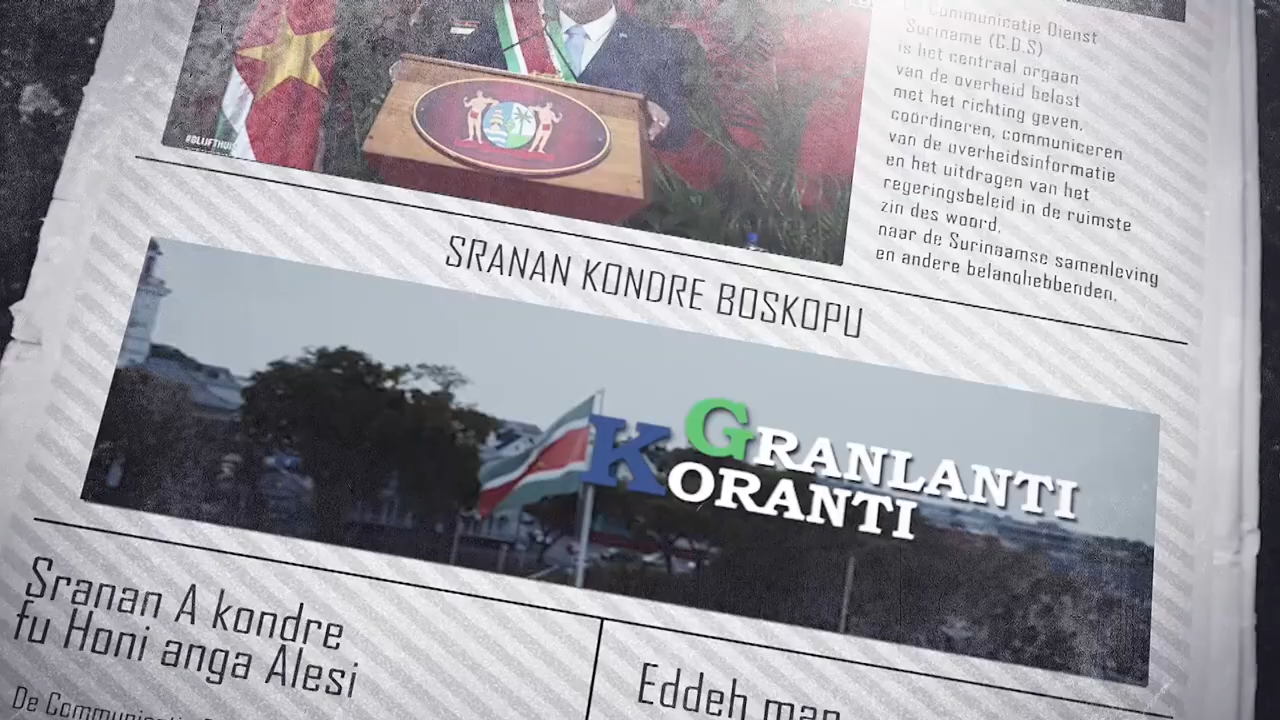 #BLIJFTHUIS
Communicatie Dienst
Suriname (C.D.S)
is het centraal orgaan
van de overheid belast
met het richting geven,
coördineren, communiceren
van de overheidsinformatie
en het uitdragen van het
regeringsbeleid in de ruimste
zin des woord,
naar de Surinaamse samenleving
en andere belanghebbenden.
SRANAN KONDRE BOSKOPU
GRANLANTI
KORANTI
Sranan A kondre
fu Honi anga Alesi
De
Eddeh man